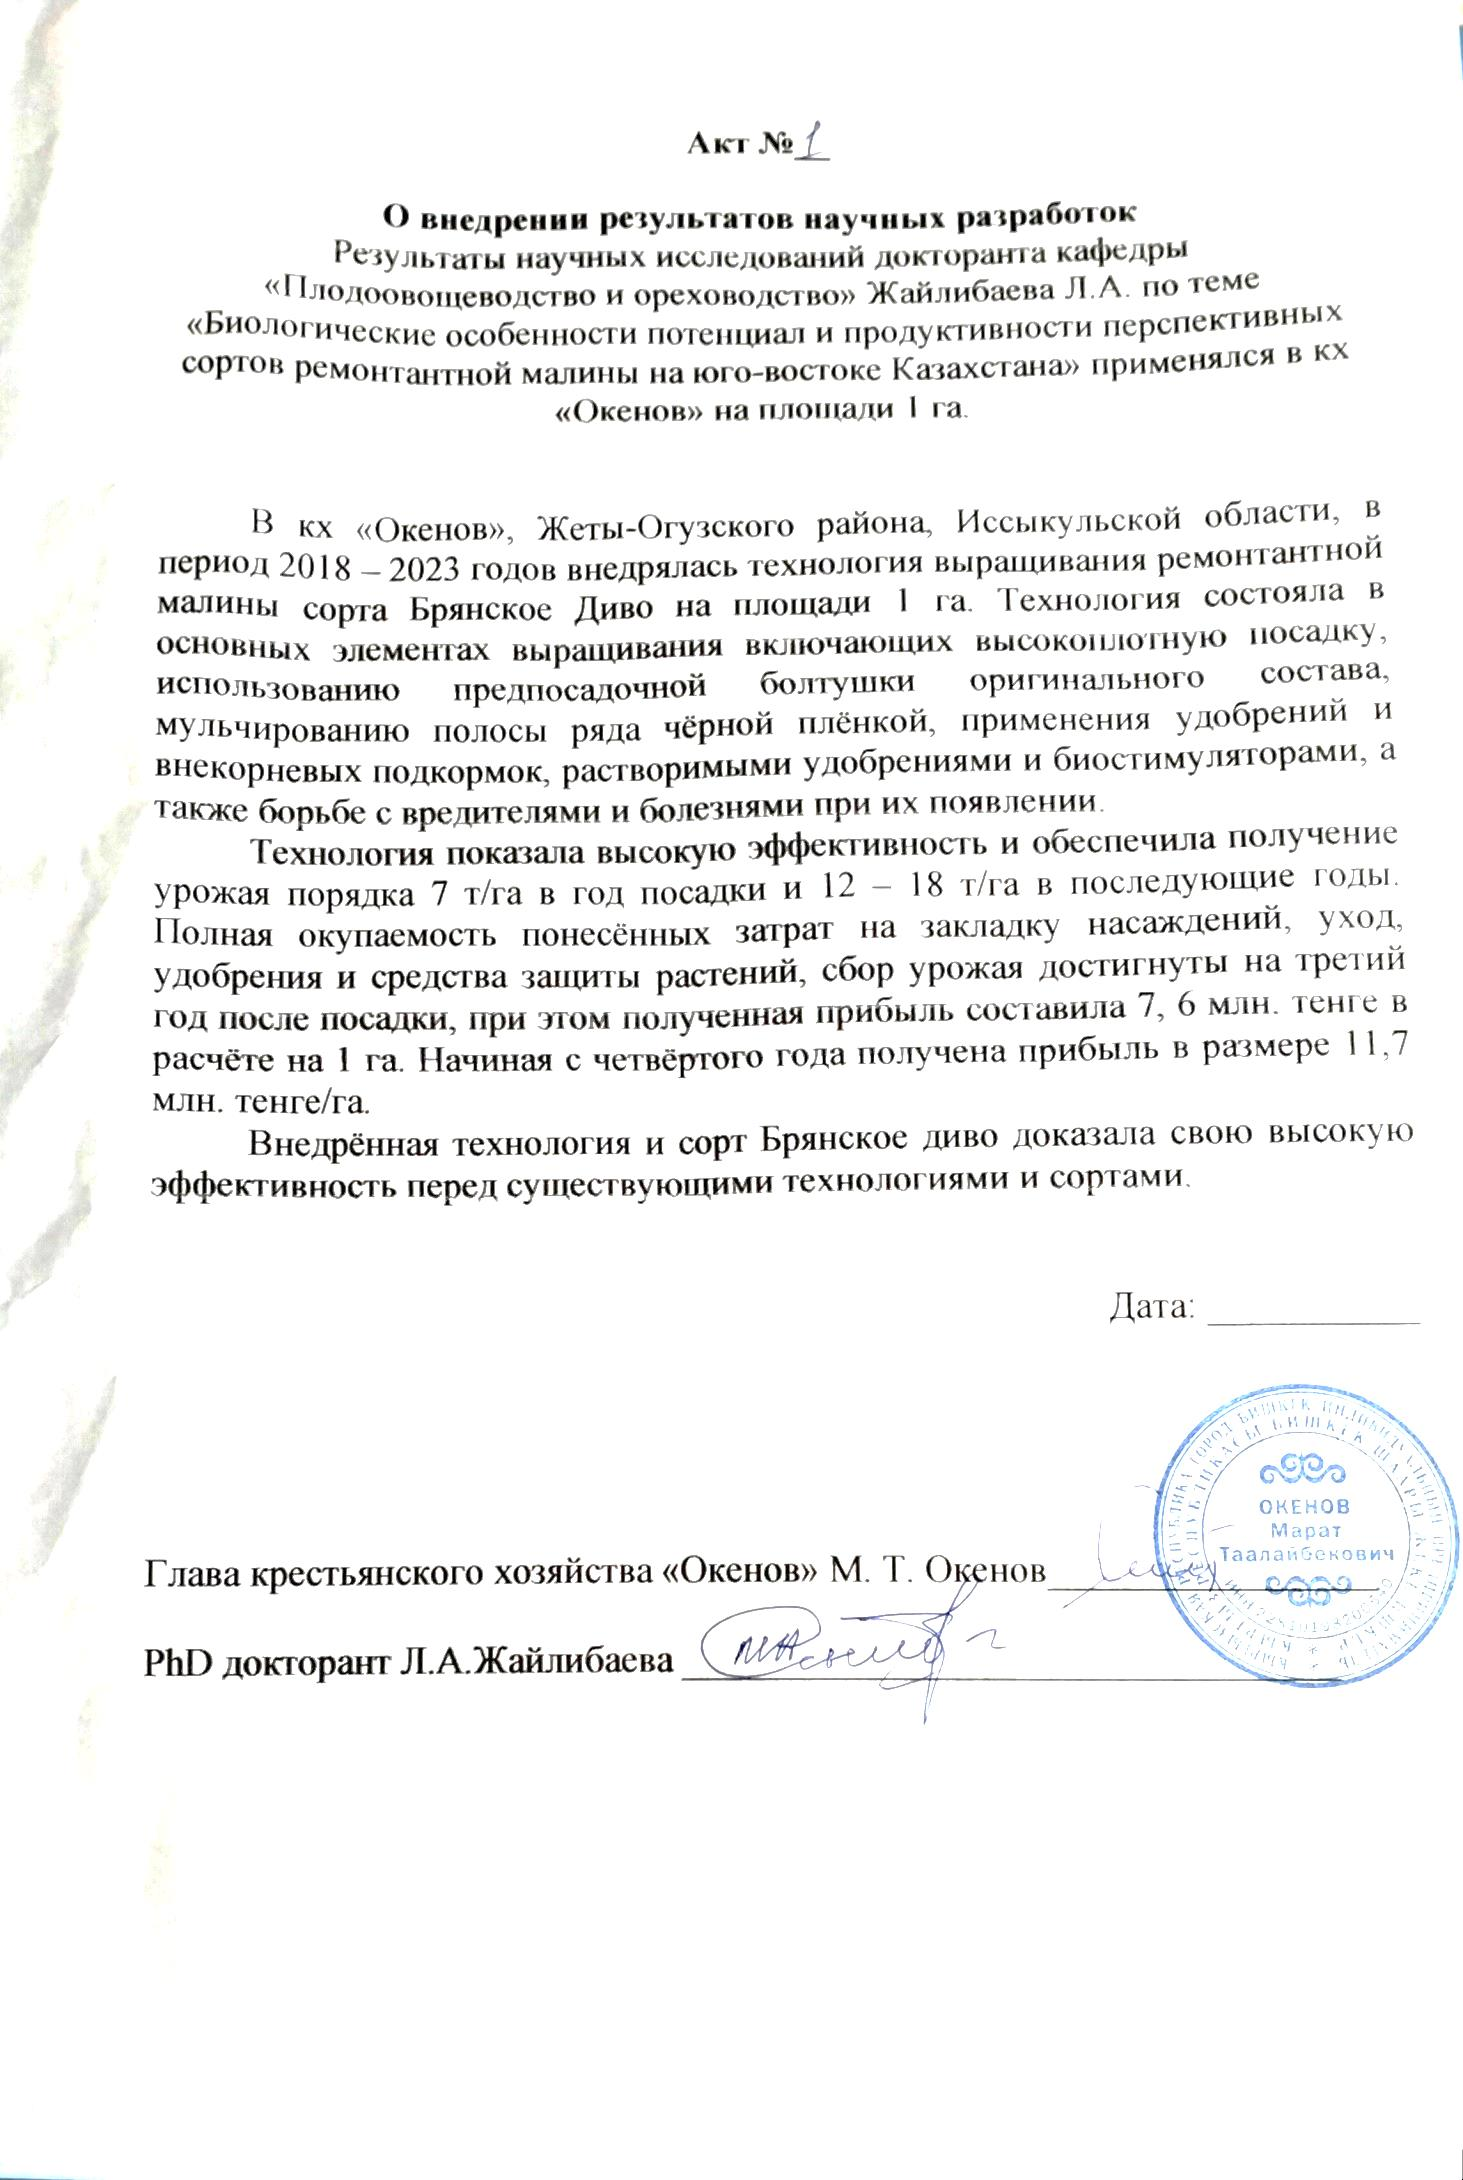 Акт № 1
О внедрении результатов научных разработок
Результаты научных исследований докторанта кафедры
«Плодоовощеводство и ореховодство» Жайлибаева Л.А. по теме
«Биологические особенности потенциал и продуктивности перспективных
сортов ремонтантной малины на юго-востоке Казахстана» применялся в кх
«Океnов» на площади 1 га.
В кх «Океnов», Жеты-Огузского района, Иссыкульской области, в
период 2018 – 2023 годов внедрялась технология выращивания ремонтантной
малины сорта Брянское Диво на площади 1 га. Технология состояла в
основных элементах выращивания включающих высокоплотную посадку,
использованию предпосадочной болтушки оригинального состава,
мульчированию полосы ряда чёрной плёнкой, применения удобрений и
внекорневых подкормок, растворимыми удобрениями и биостимуляторами, а
также борьбе с вредителями и болезнями при их появлении.
Технология показала высокую эффективность и обеспечила получение
урожая порядка 7 т/га в год посадки и 12 – 18 т/га в последующие годы.
Полная окупаемость понесённых затрат на закладку насаждений, уход,
удобрения и средства защиты растений, сбор урожая достигнуты на третий
год после посадки, при этом полученная прибыль составила 7, 6 млн. тенге в
расчёте на 1 га. Начиная с четвёртого года получена прибыль в размере 11,7
млн. тенге/га.
Внедрённая технология и сорт Брянское диво доказала свою высокую
эффективность перед существующими технологиями и сортами.
Дата:
ОКЕНОВ
Марат
Таалайбекович
Глава крестьянского хозяйства «Окенов» М. Т. Окенов
PhD докторант Л.А.Жайлибаева